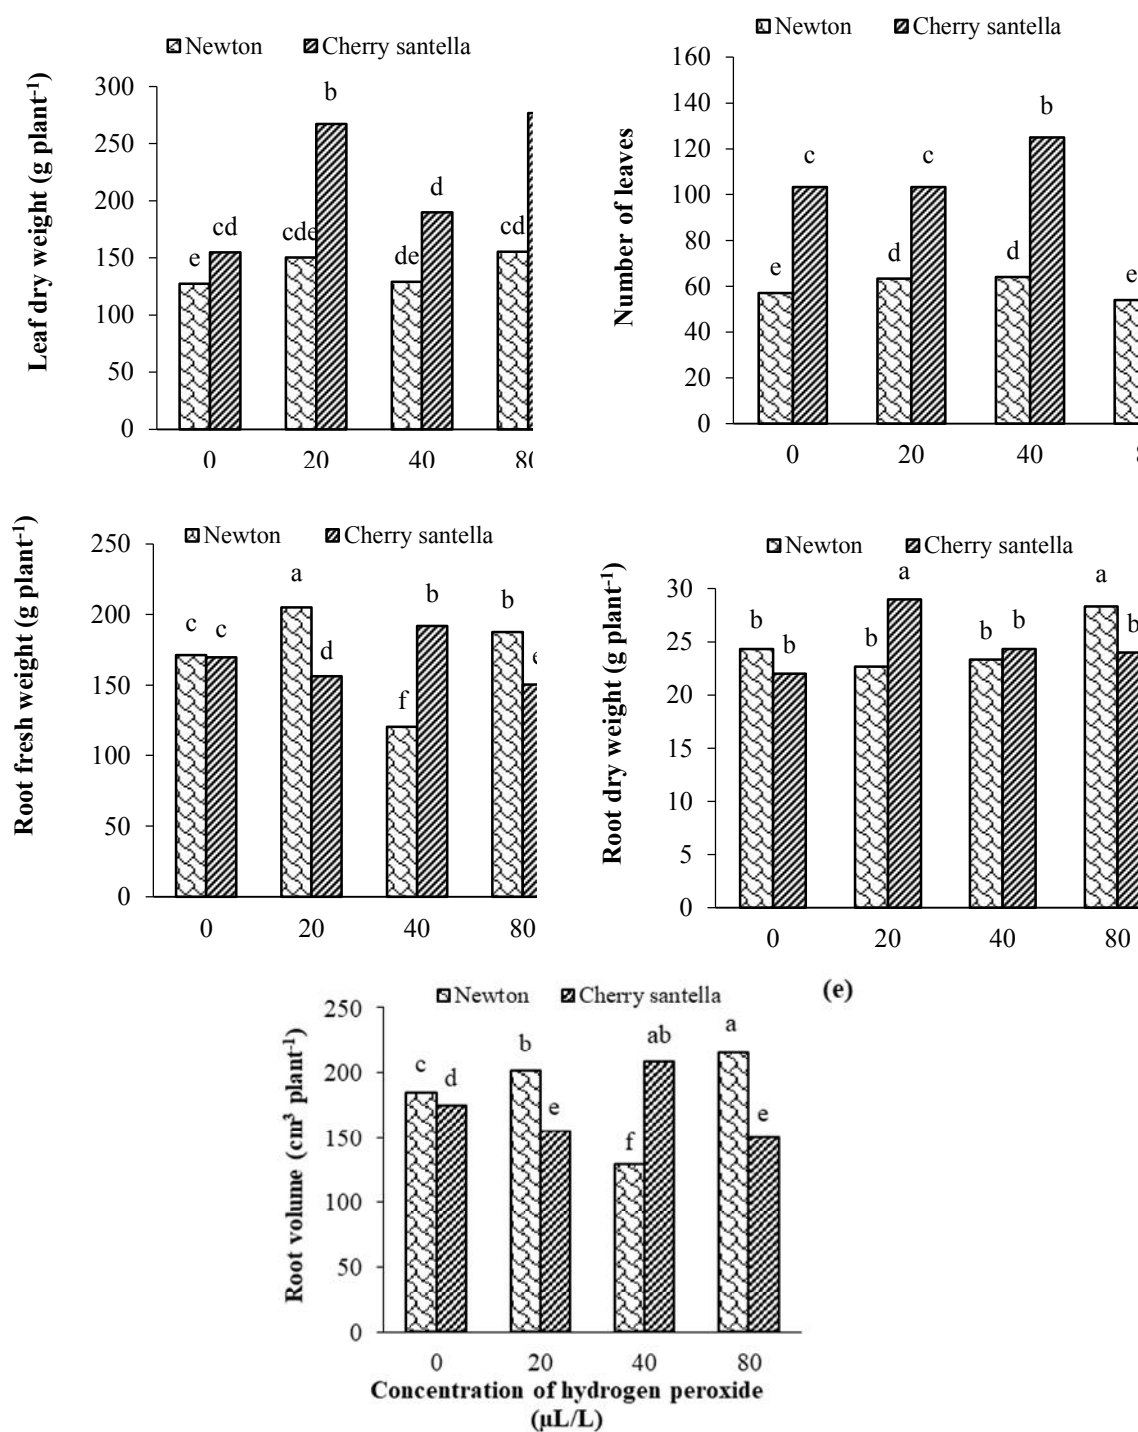 Newton Cherry santella
Leaf dry weight (g plant-1)
300
250
200
150
100
50
0
e cd cde b de d cd
0 20 40 80
Newton Cherry santella
Number of leaves
160
140
120
100
80
60
40
20
0
e c d c d b e
0 20 40
Newton Cherry santella
Root fresh weight (g plant-1)
250
200
150
100
50
0
c c a d f b b
0 20 40 80
Newton Cherry santella
Root dry weight (g plant-1)
30
25
20
15
10
5
0
b b b a b b a b
0 20 40 80
(e)
Newton Cherry santella
Root volume (cm³ plant-1)
250
200
150
100
50
0
c d b e f ab a e
0 20 40 80
Concentration of hydrogen peroxide
(µL/L)